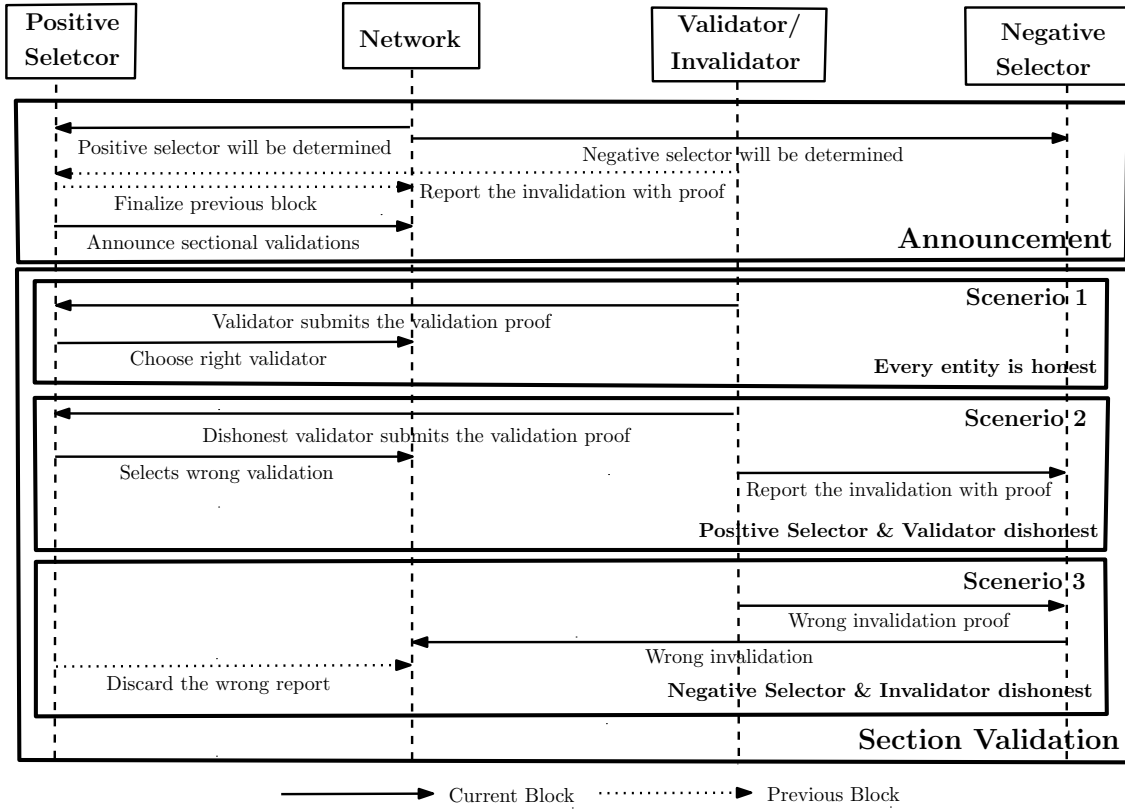 Positive
Seletcor
Network
Validator/
Invalidator
Negative
Selector
Positive selector will be determined
Negative selector will be determined
Report the invalidation with proof
Finalize previous block
Announce sectional validations
Announcement
Scenerio 1
Validator submits the validation proof
Choose right validator
Every entity is honest
Scenerio 2
Dishonest validator submits the validation proof
Selects wrong validation
Report the invalidation with proof
Positive Selector & Validator dishonest
Scenerio 3
Wrong invalidation proof
Wrong invalidation
Discard the wrong report
Negative Selector & Invalidator dishonest
Section Validation
Current Block
Previous Block